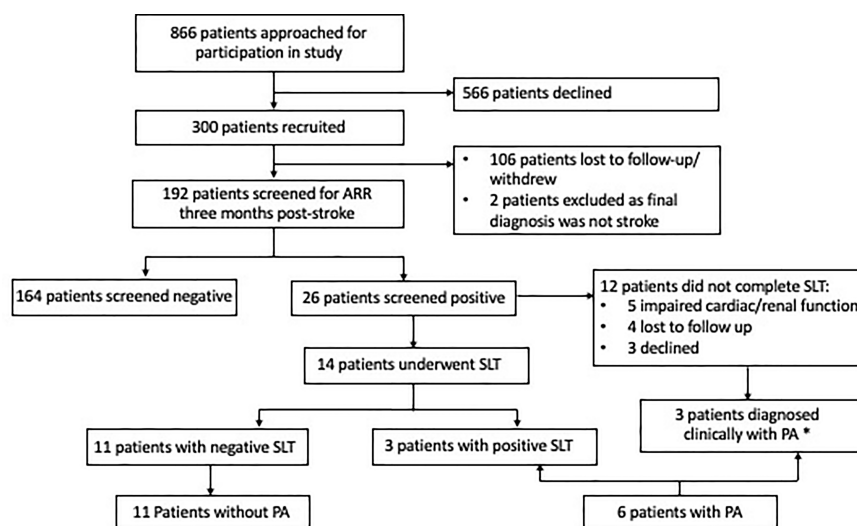 866 patients approached for
participation in study
566 patients declined
300 patients recruited
• 106 patients lost to follow-up/
withdrew
• 2 patients excluded as final
diagnosis was not stroke
192 patients screened for ARR
three months post-stroke
164 patients screened negative
26 patients screened positive
12 patients did not complete SLT:
• 5 impaired cardiac/renal function
• 4 lost to follow up
• 3 declined
14 patients underwent SLT
3 patients diagnosed
clinically with PA *
11 patients with negative SLT
3 patients with positive SLT
11 Patients without PA
6 patients with PA